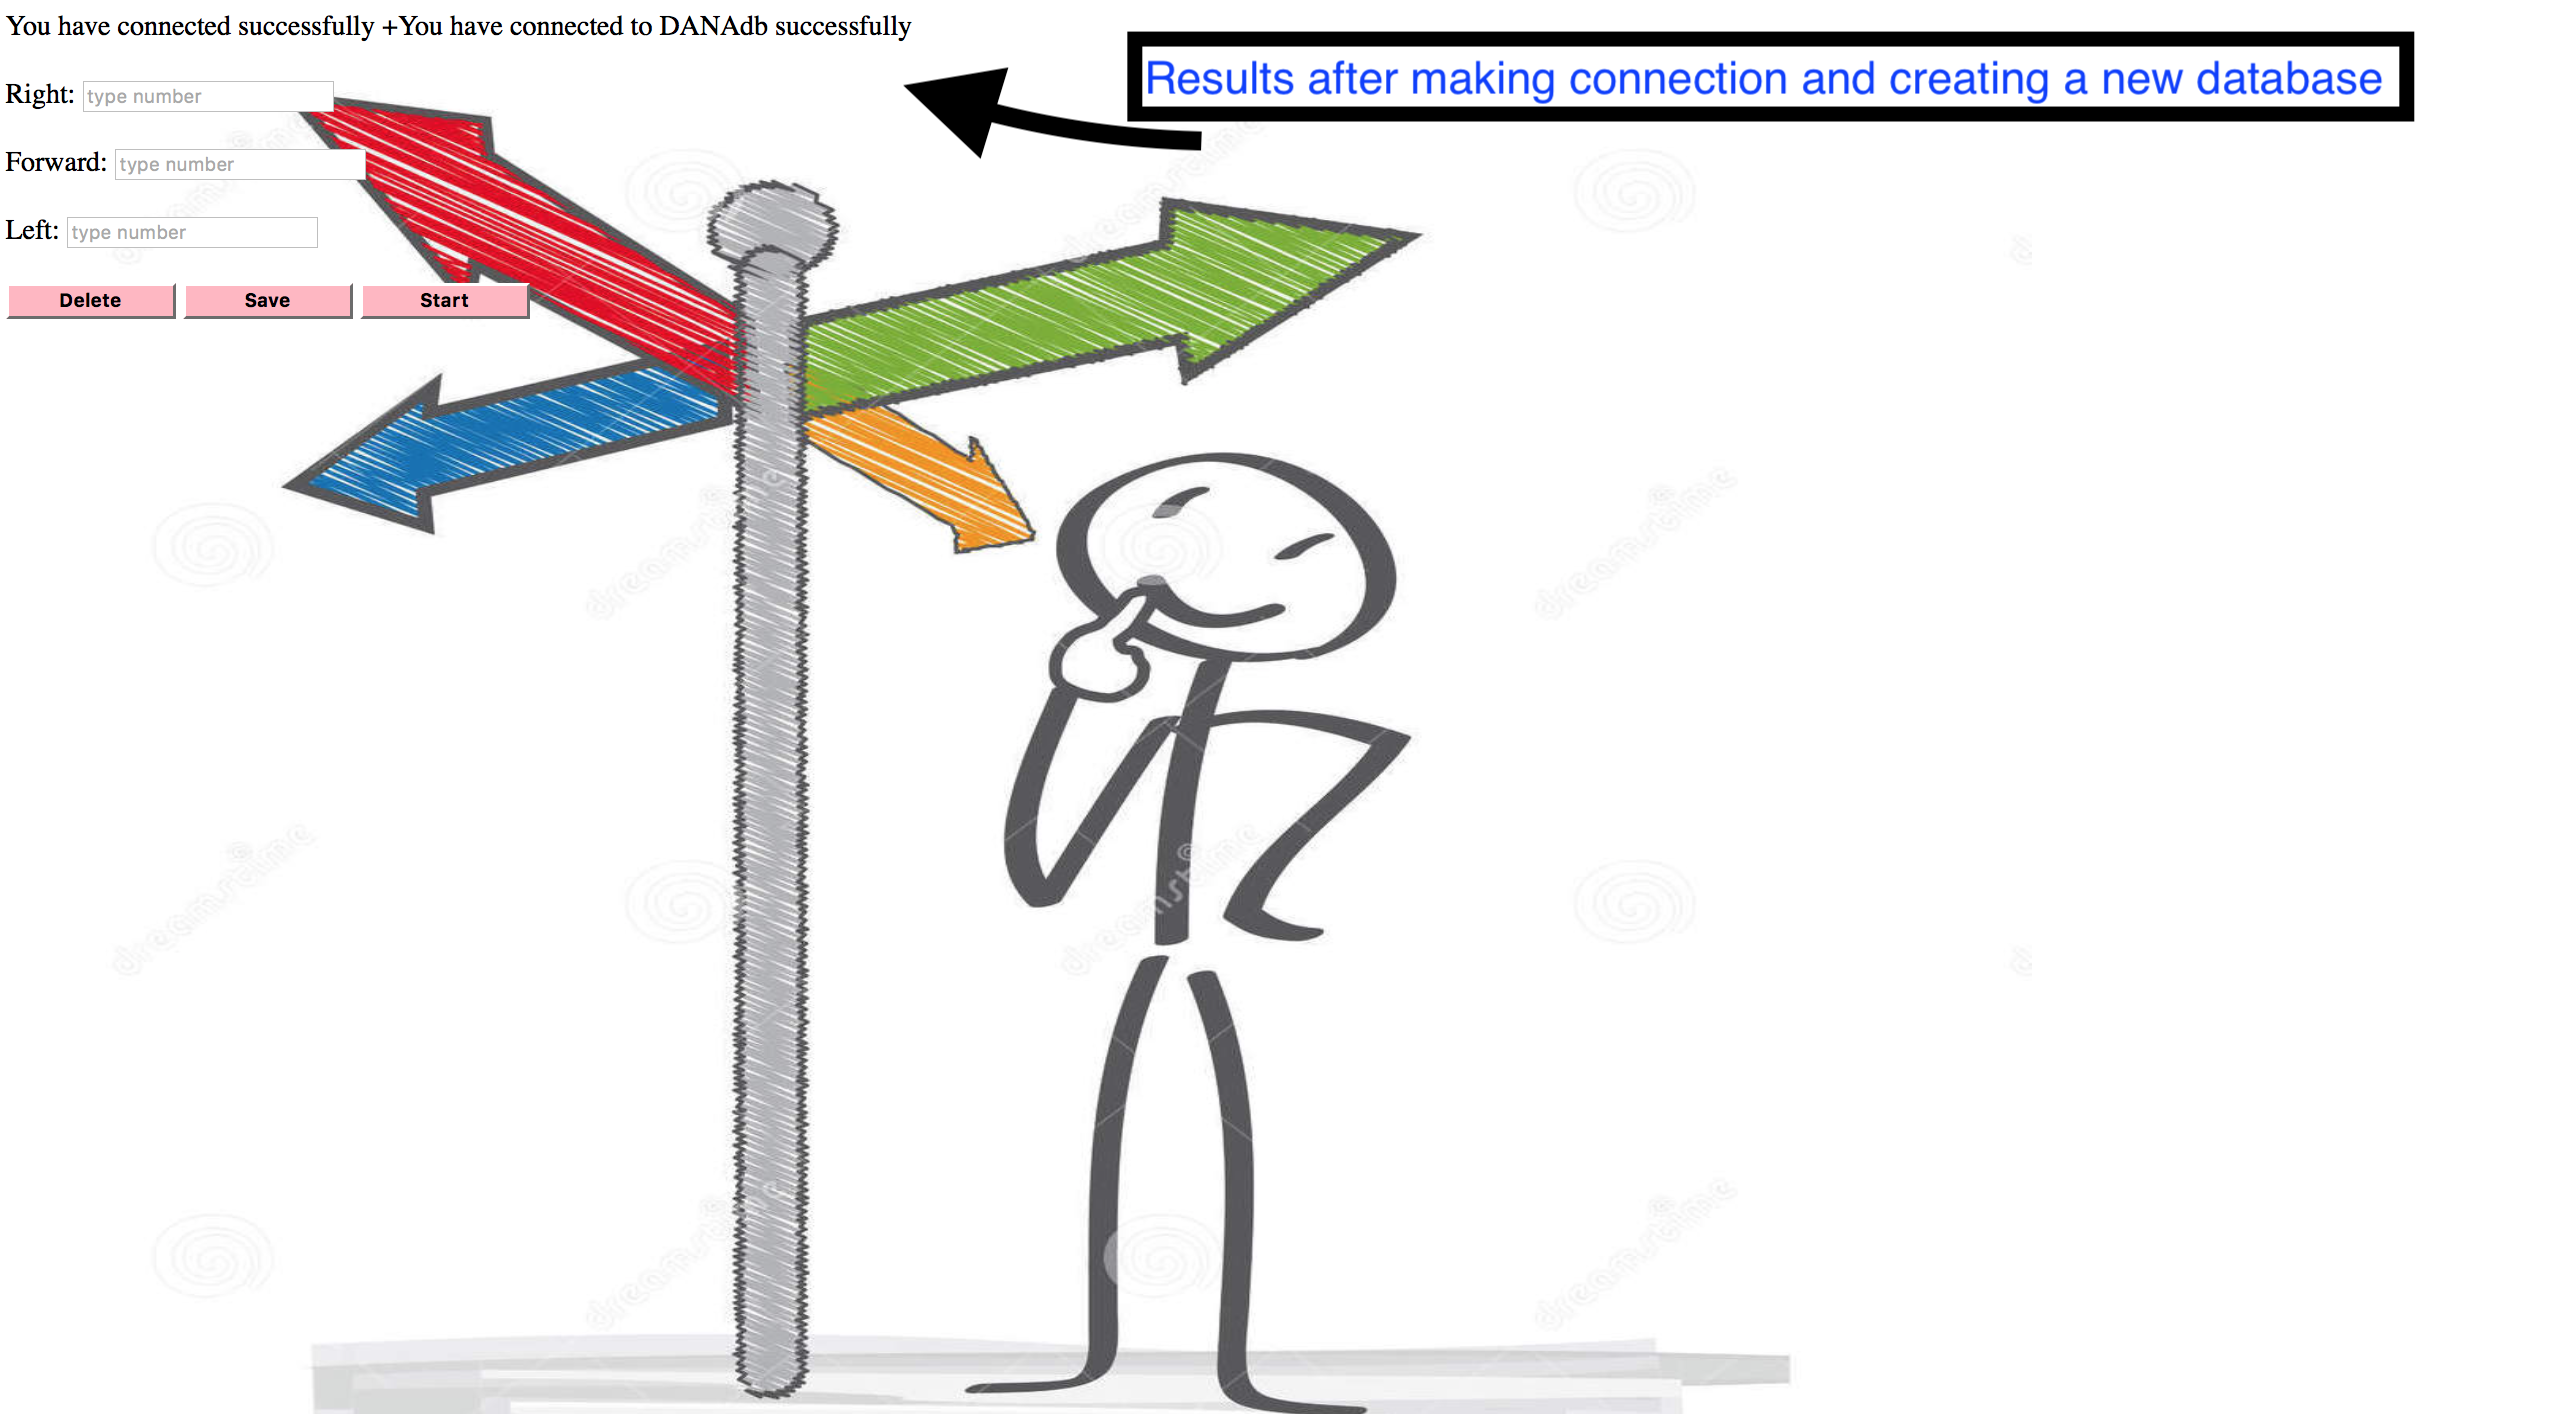 You have connected successfully +You have connected to DANAdb successfully
Results after making connection and creating a new database
Right: type number
Forward: type number
Left: type number
Delete Save Start
dreamstime
dreamstime
dreamstime
dreamstime
dreamstime
dreamstime
dreamstime